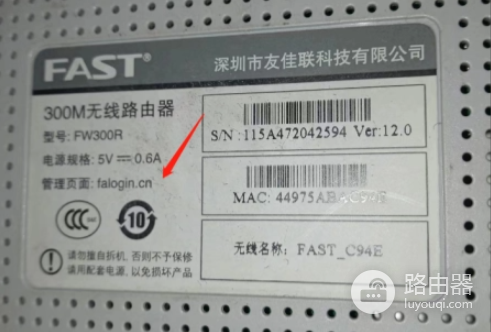 FAST®
深圳市友佳联科技有限公司
300M无线路由器
型号: FW300R
电源规格: 5V⎓0.6A
管理页面: falogin.cn
S/N:115A472042594 Ver:12.0
MAC: 44975ABAC94E
无线名称: FAST_C94E
CCC
10
请勿擅自拆机, 否则不予保修
请用配套电源, 以免损坏产品
路由器
luyouqi.com